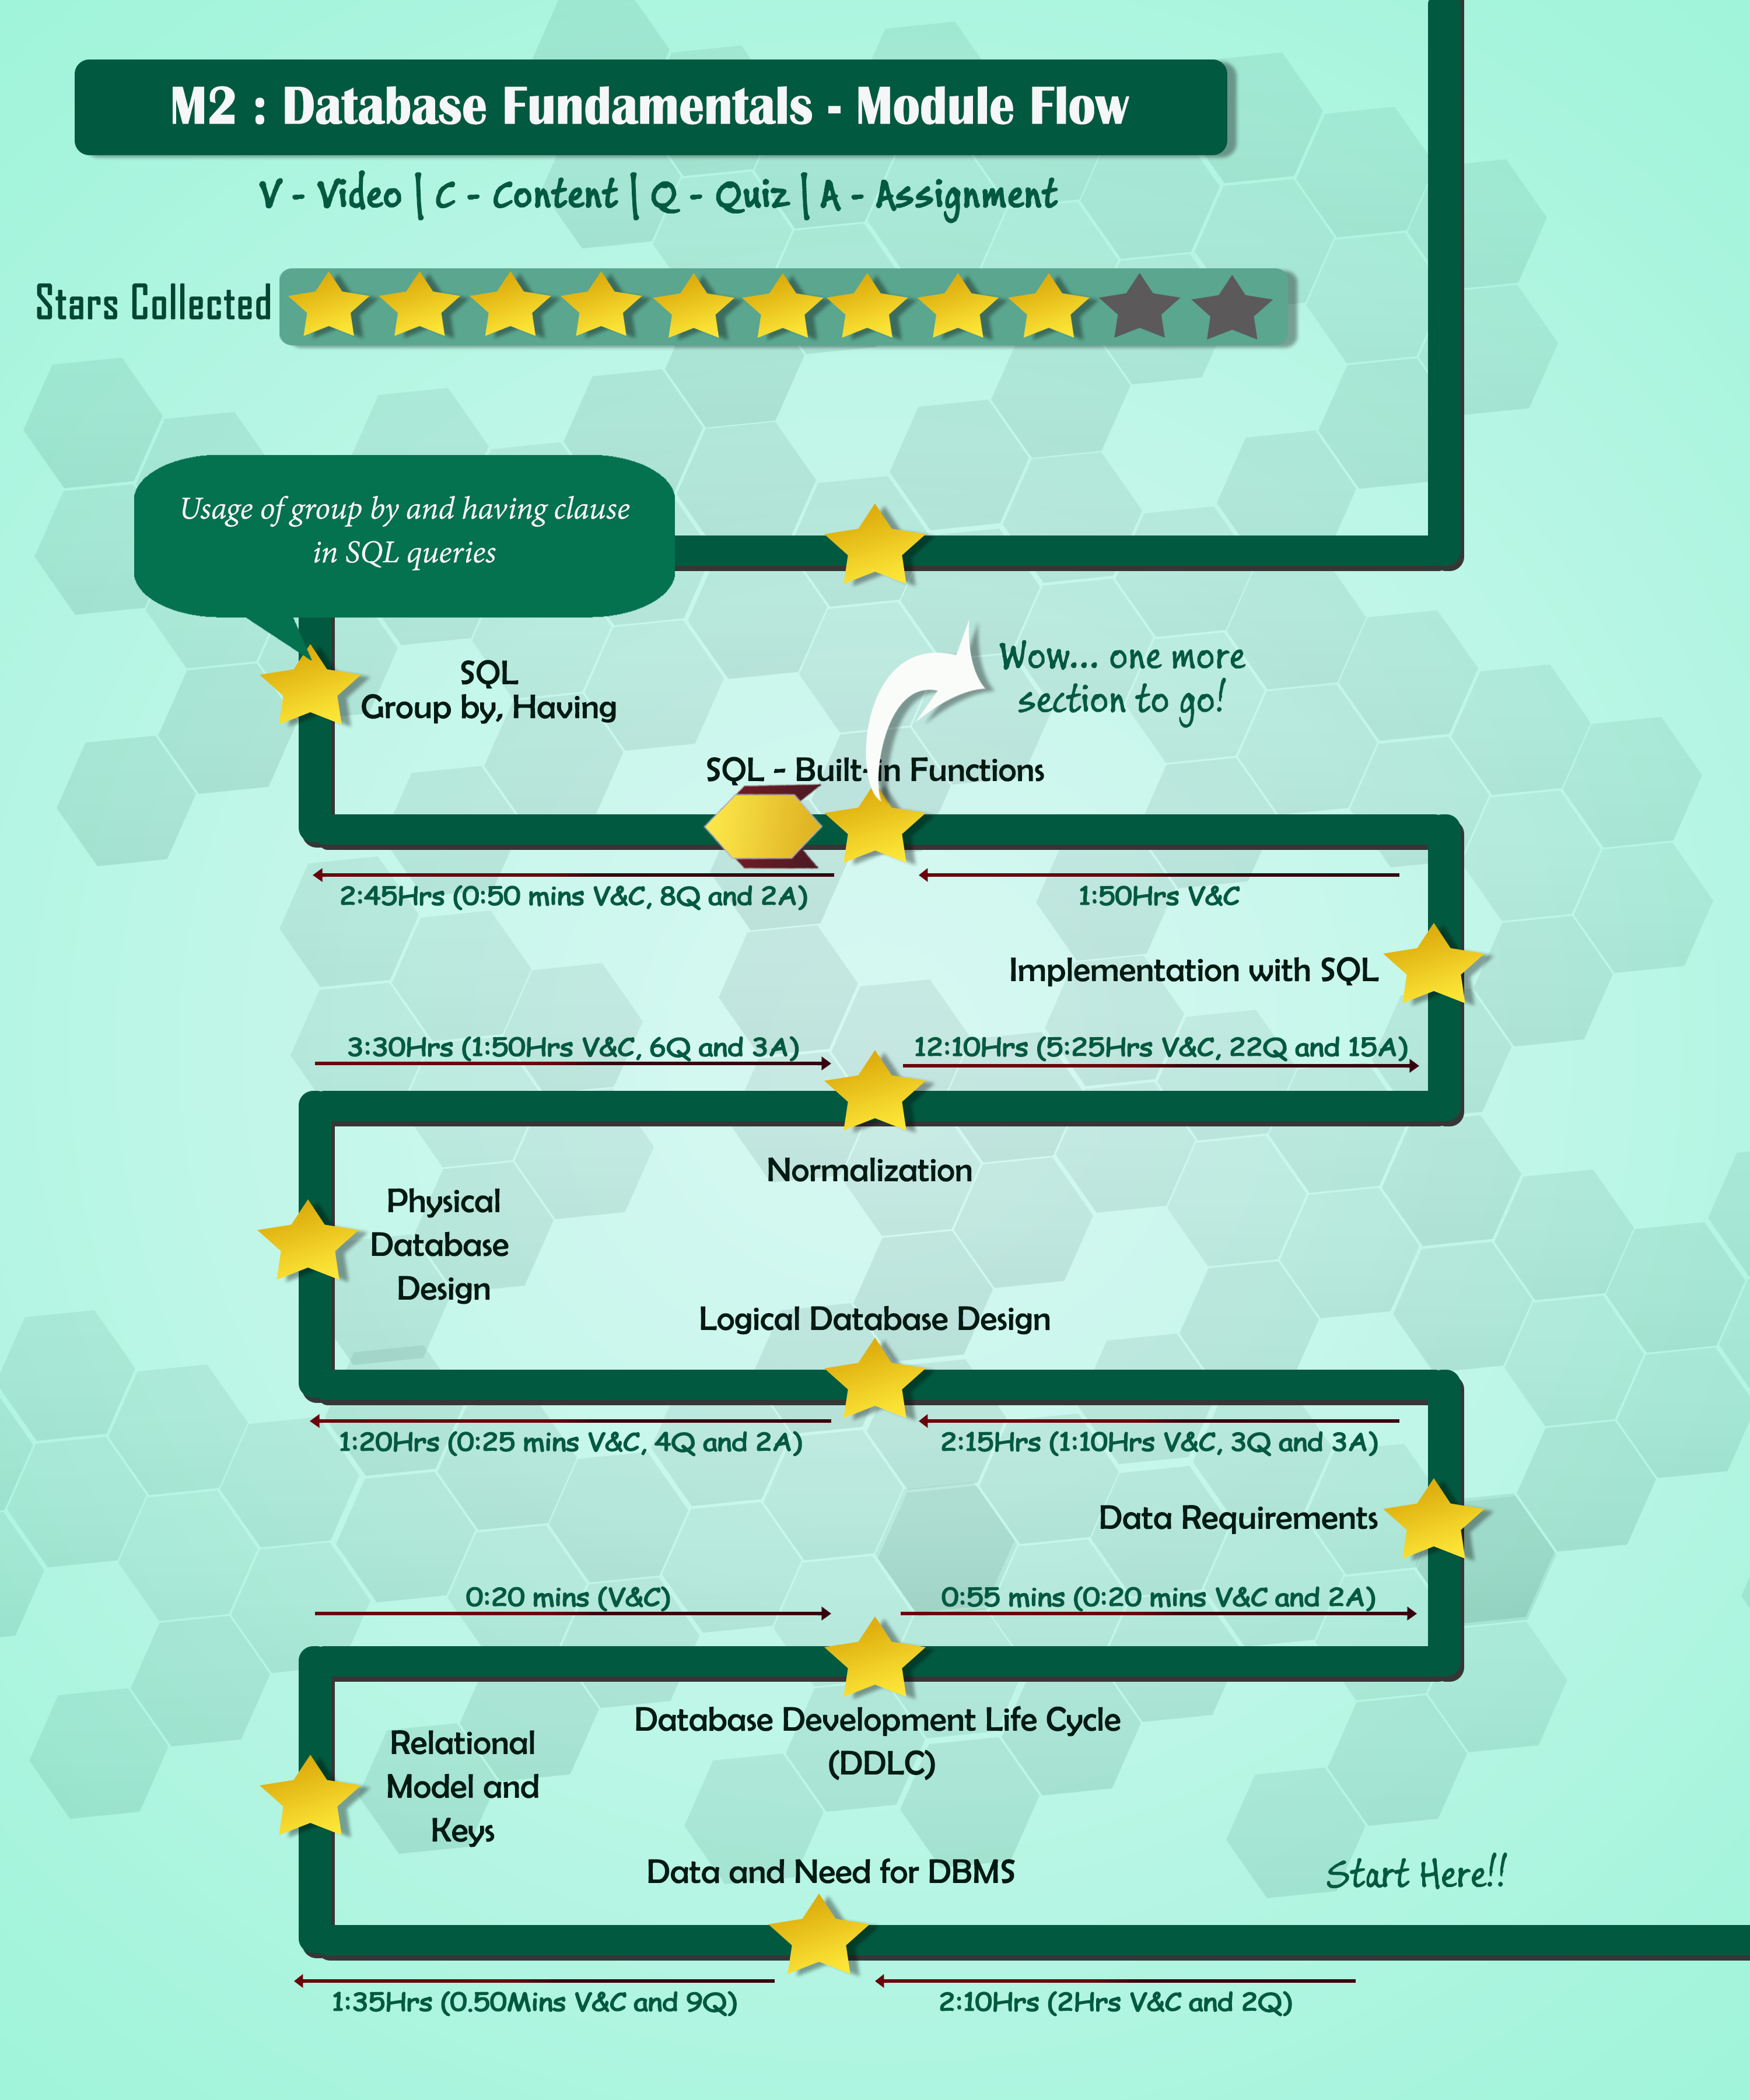 M2 : Database Fundamentals - Module Flow
V - Video | C - Content | Q - Quiz | A - Assignment
Stars Collected
Usage of group by and having clause
in SQL queries
SQL
Group by, Having
Wow... one more
section to go!
SQL - Built-in Functions
2:45Hrs (0:50 mins V&C, 8Q and 2A)
1:50Hrs V&C
Implementation with SQL
3:30Hrs (1:50Hrs V&C, 6Q and 3A)
12:10Hrs (5:25Hrs V&C, 22Q and 15A)
Normalization
Physical
Database
Design
Logical Database Design
1:20Hrs (0:25 mins V&C, 4Q and 2A)
2:15Hrs (1:10Hrs V&C, 3Q and 3A)
Data Requirements
0:20 mins (V&C)
0:55 mins (0:20 mins V&C and 2A)
Database Development Life Cycle
(DDLC)
Relational
Model and
Keys
Data and Need for DBMS
Start Here!!
1:35Hrs (0.50Mins V&C and 9Q)
2:10Hrs (2Hrs V&C and 2Q)